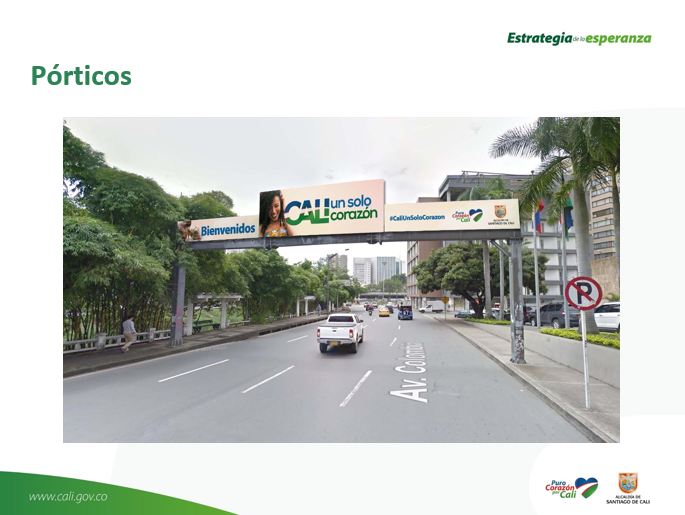 Estrategia de la esperanza
Pórticos
Bienvenidos
CALI un solo
corazón
#CaliUnSoloCorazon
Puro
Corazón
por Cali
ALCALDÍA DE
SANTIAGO DE CALI
P
Av. Colombia
www.cali.gov.co
Puro
Corazón
por Cali
ALCALDÍA DE
SANTIAGO DE CALI